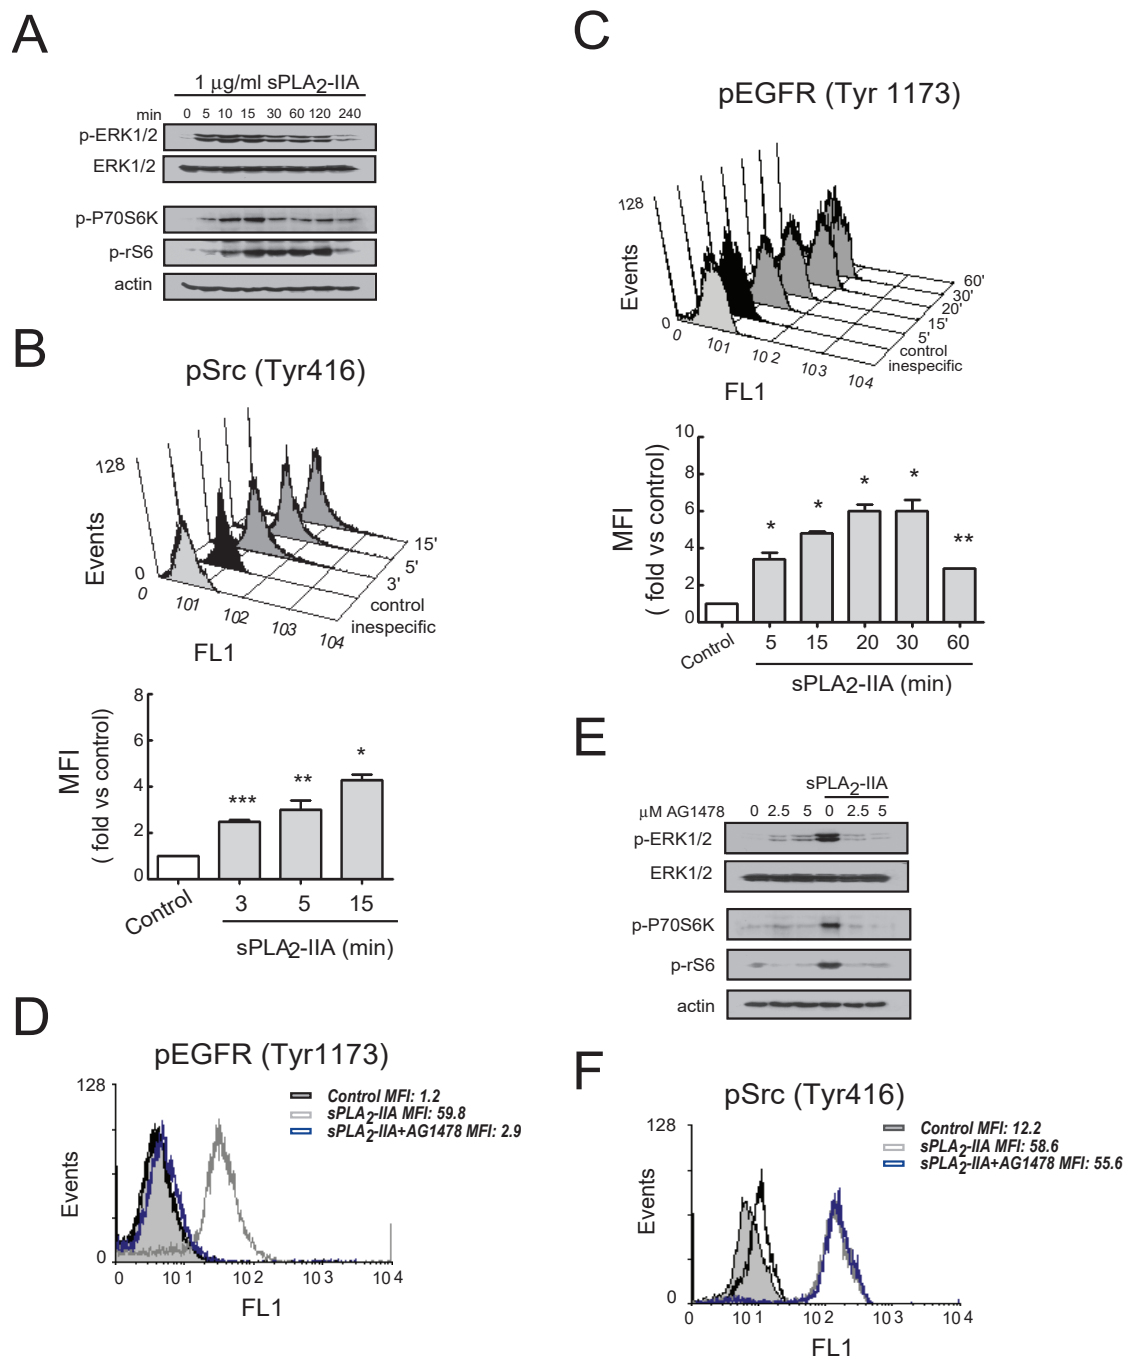 A
1 µg/ml sPLA2-IIA
min 0 5 10 15 30 60 120 240
p-ERK1/2
ERK1/2
p-P70S6K
p-rS6
actin
B
pSrc (Tyr416)
128
Events
0
0 101 102 103 104
15'
5'
3'
control
inespecific
FL1
8
6
4
2
0
MFI
( fold vs control)
*** ** *
Control 3 5 15
sPLA2-IIA (min)
C
pEGFR (Tyr 1173)
128
Events
0
0 101 102 103 104
60'
30'
20'
15'
5'
control
inespecific
FL1
10
8
6
4
2
0
MFI
( fold vs control)
* * * * **
Control 5 15 20 30 60
sPLA2-IIA (min)
D
pEGFR (Tyr1173)
128
Events
0
Control MFI: 1.2
sPLA2-IIA MFI: 59.8
sPLA2-IIA+AG1478 MFI: 2.9
0 10 1 10 2 10 3 10 4
FL1
E
sPLA2-IIA
µM AG1478 0 2.5 5 0 2.5 5
p-ERK1/2
ERK1/2
p-P70S6K
p-rS6
actin
F
pSrc (Tyr416)
128
Events
0
Control MFI: 12.2
sPLA2-IIA MFI: 58.6
sPLA2-IIA+AG1478 MFI: 55.6
0 10 1 10 2 10 3 10 4
FL1